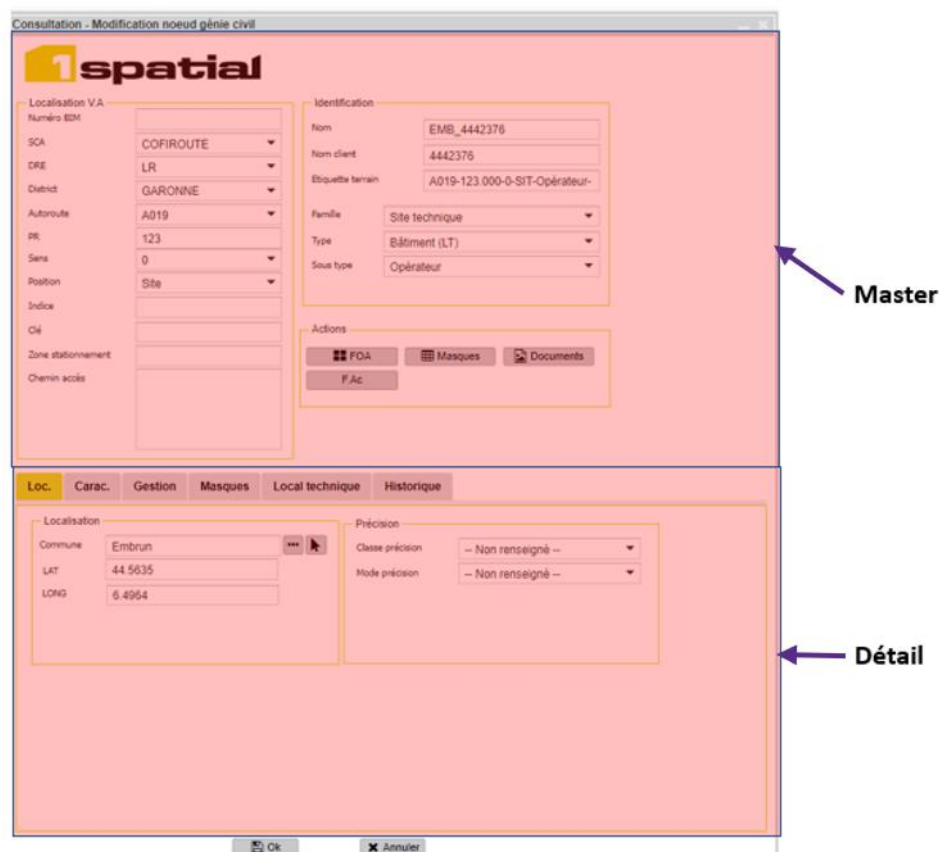 Consultation - Modification noeud génie civil
1spatial
Localisation V.A
Numéro BIM
SCA COFIROUTE
DRE LR
District GARONNE
Autoroute A019
PR 123
Sens 0
Position Site
Indice
Clé
Zone stationnement
Chemin accès
Identification
Nom EMB_4442376
Nom client 4442376
Etiquette terrain A019-123.000-0-SIT-Opérateur-
Famille Site technique
Type Bâtiment (LT)
Sous type Opérateur
Actions
FOA Masques Documents
F.Ac
Master
Loc. Carac. Gestion Masques Local technique Historique
Localisation
Commune Embrun
LAT 44.5635
LONG 6.4964
Précision
Classe précision -- Non renseigné --
Mode précision -- Non renseigné --
Détail
Ok Annuler